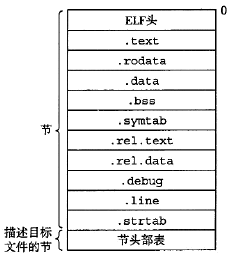 0
ELF头
.text
.rodata
.data
.bss
.symtab
.rel.text
.rel.data
.debug
.line
.strtab
节头部表
节
描述目标
文件的节